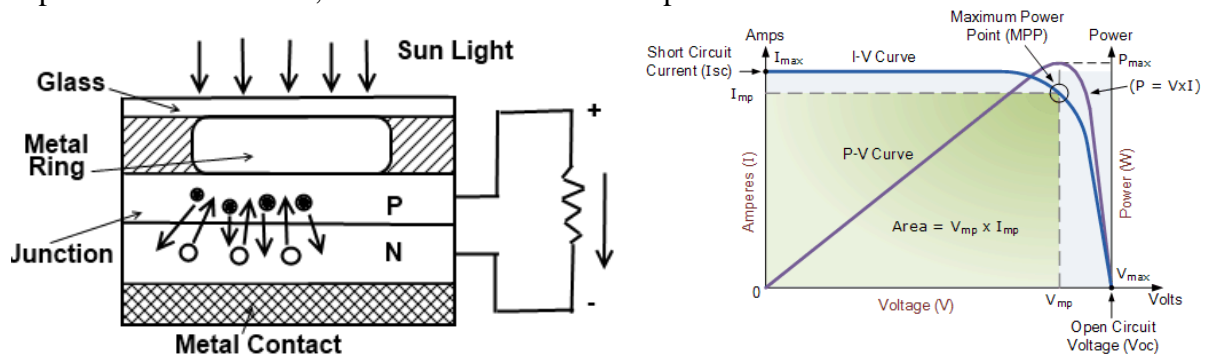 Sun Light
Glass
Metal
Ring
P
Junction
N
Metal Contact
+
-
Amps
Maximum Power
Point (MPP)
Power
Short Circuit
Current (Isc)
Imax
I-V Curve
Pmax
Imp
(P = VxI)
P-V Curve
Amperes (I)
Power (W)
Area = Vmp x Imp
Vmax
0
Voltage (V)
Vmp
Volts
Open Circuit
Voltage (Voc)